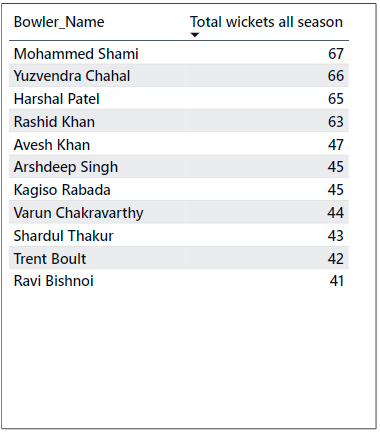 Bowler_Name Total wickets all season
Mohammed Shami 67
Yuzvendra Chahal 66
Harshal Patel 65
Rashid Khan 63
Avesh Khan 47
Arshdeep Singh 45
Kagiso Rabada 45
Varun Chakravarthy 44
Shardul Thakur 43
Trent Boult 42
Ravi Bishnoi 41